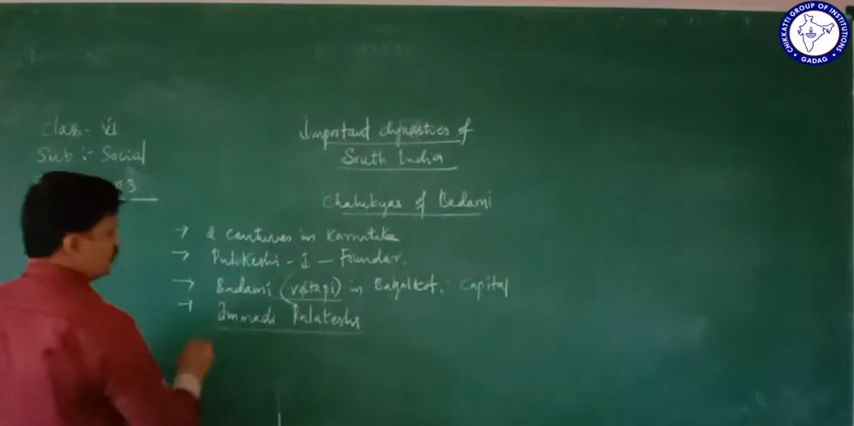 CHIKKATTI GROUP OF INSTITUTIONS
GADAG
Class - VI
Sub :- Social
3
Important dynasties of
South India
Chalukyas of Badami
→ 2 centuries in Karnataka
→ Pulikeshi - I - Founder.
→ Badami (vatapi) in Bagalkot. Capital
→ Immadi Pulakeshi